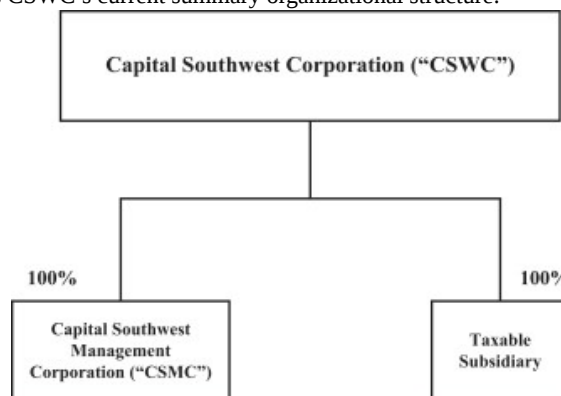 CSWC's current summary organizational structure:
Capital Southwest Corporation (“CSWC”)
100%
100%
Capital Southwest
Management
Corporation (“CSMC”)
Taxable
Subsidiary